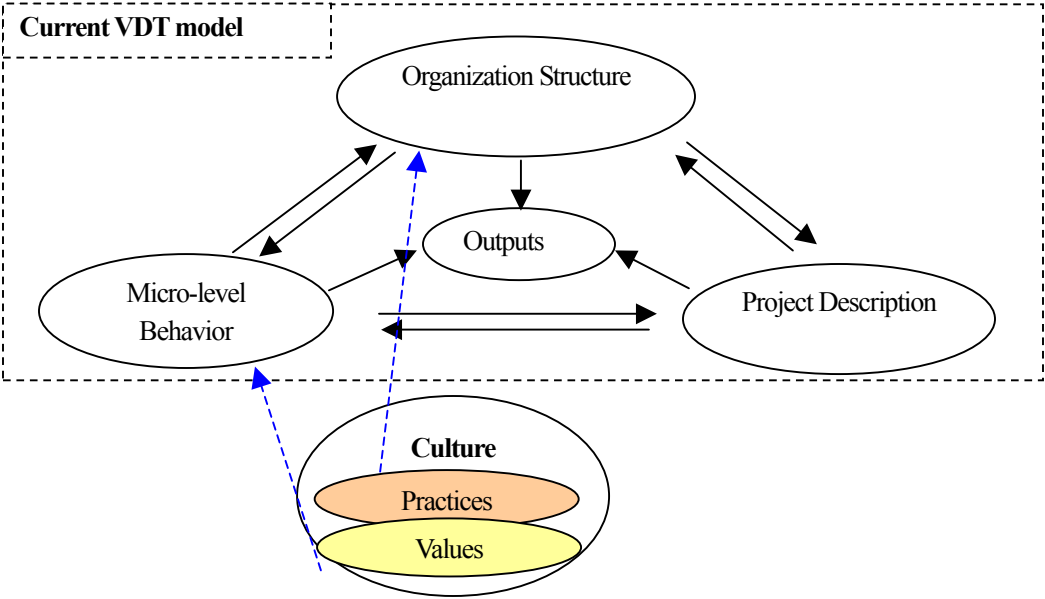 Current VDT model
Organization Structure
Outputs
Micro-level
Behavior
Project Description
Culture
Practices
Values